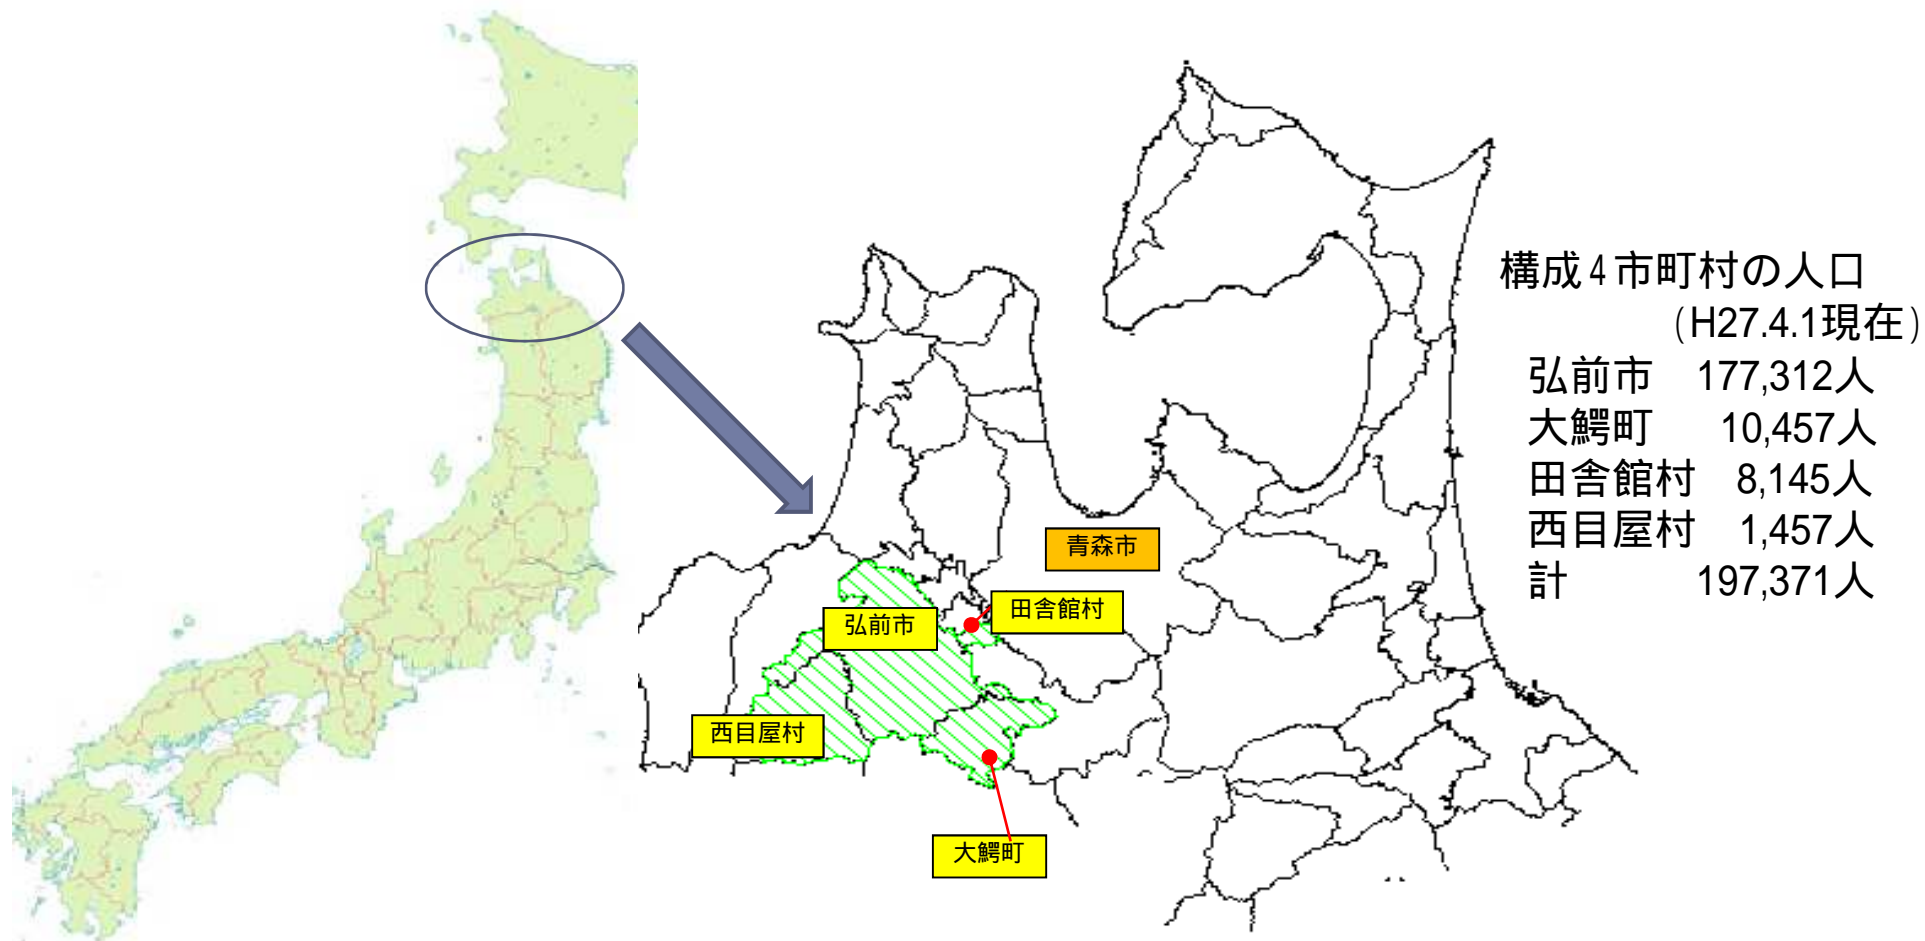 構成４市町村の人口
(H27.4.1現在)
弘前市　177,312人
大鰐町　10,457人
田舎館村　8,145人
西目屋村　1,457人
計　197,371人
青森市
田舎館村
弘前市
西目屋村
大鰐町